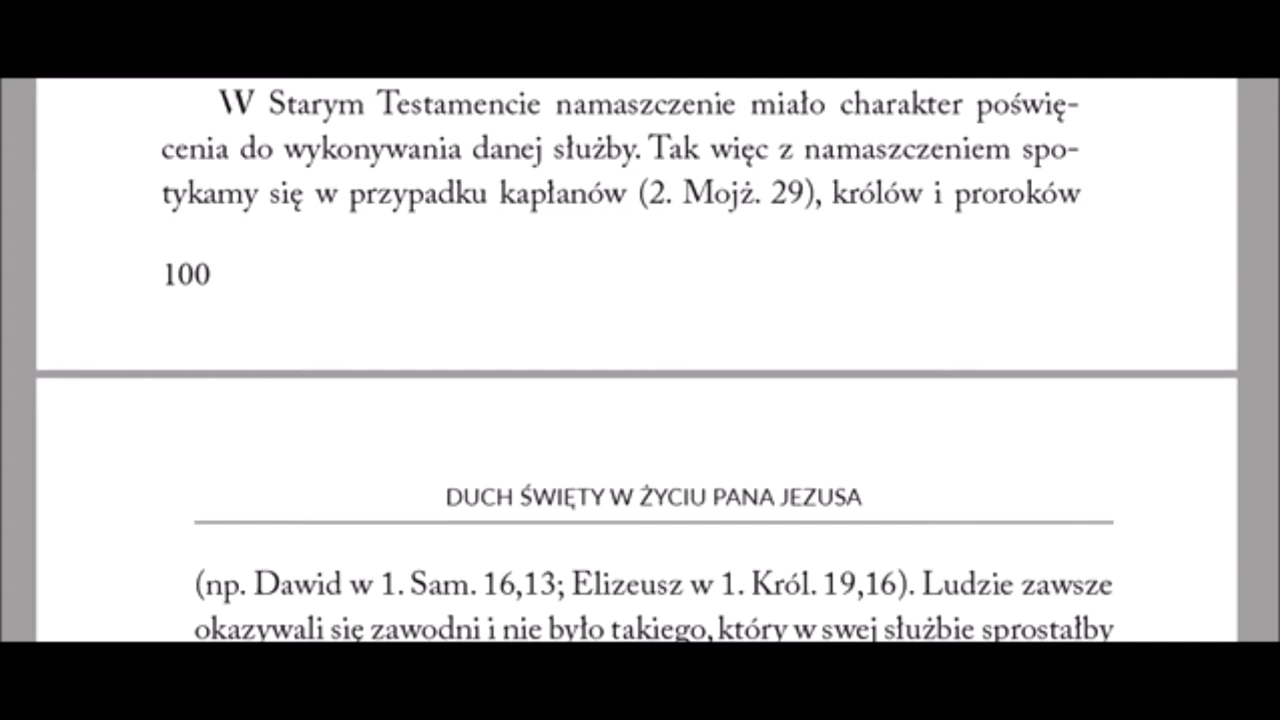 W Starym Testamencie namaszczenie miało charakter poświę-
cenia do wykonywania danej służby. Tak więc z namaszczeniem spo-
tykamy się w przypadku kapłanów (2. Mojż. 29), królów i proroków
100
DUCH ŚWIĘTY W ŻYCIU PANA JEZUSA
(np. Dawid w 1. Sam. 16,13; Elizeusz w 1. Król. 19,16). Ludzie zawsze
okazywali się zawodni i nie było takiego, który w swej służbie sprostałby